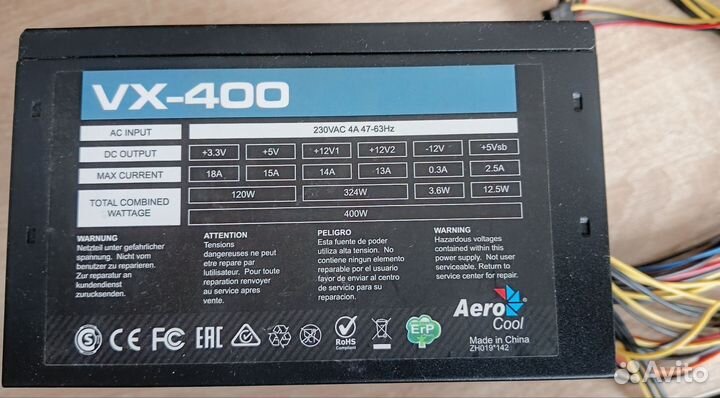 VX-400
AC INPUT 230VAC 4A 47-63Hz
DC OUTPUT +3.3V +5V +12V1 +12V2 -12V +5Vsb
MAX CURRENT 18A 15A 14A 13A 0.3A 2.5A
TOTAL COMBINED WATTAGE 120W 324W 3.6W 12.5W
400W
WARNUNG
Netzteil unter gefahrlicher
spannung. Nicht vom
benutzer zu reparieren.
Zur reparatur an
kundendienst
zurucksenden.
ATTENTION
Tensions
dangereuses ne peut
etre repare par
lutilisateur. Pour toute
reparation renvoyer
au service apres
vente.
PELIGRO
Esta fuente de poder
utiliza alta tension. No
contiene ningun elemento
reparable por el usuario
favor de enviar al centro
de servicio para su
reparacion.
WARNING
Hazardous voltages
contained within this
power supply. Not user
serviceable. Return to
service center for repair.
S CE FC EAC
RoHS
Compliant
ErP
Aero
Cool
Made in China
ZH019*142
Avito